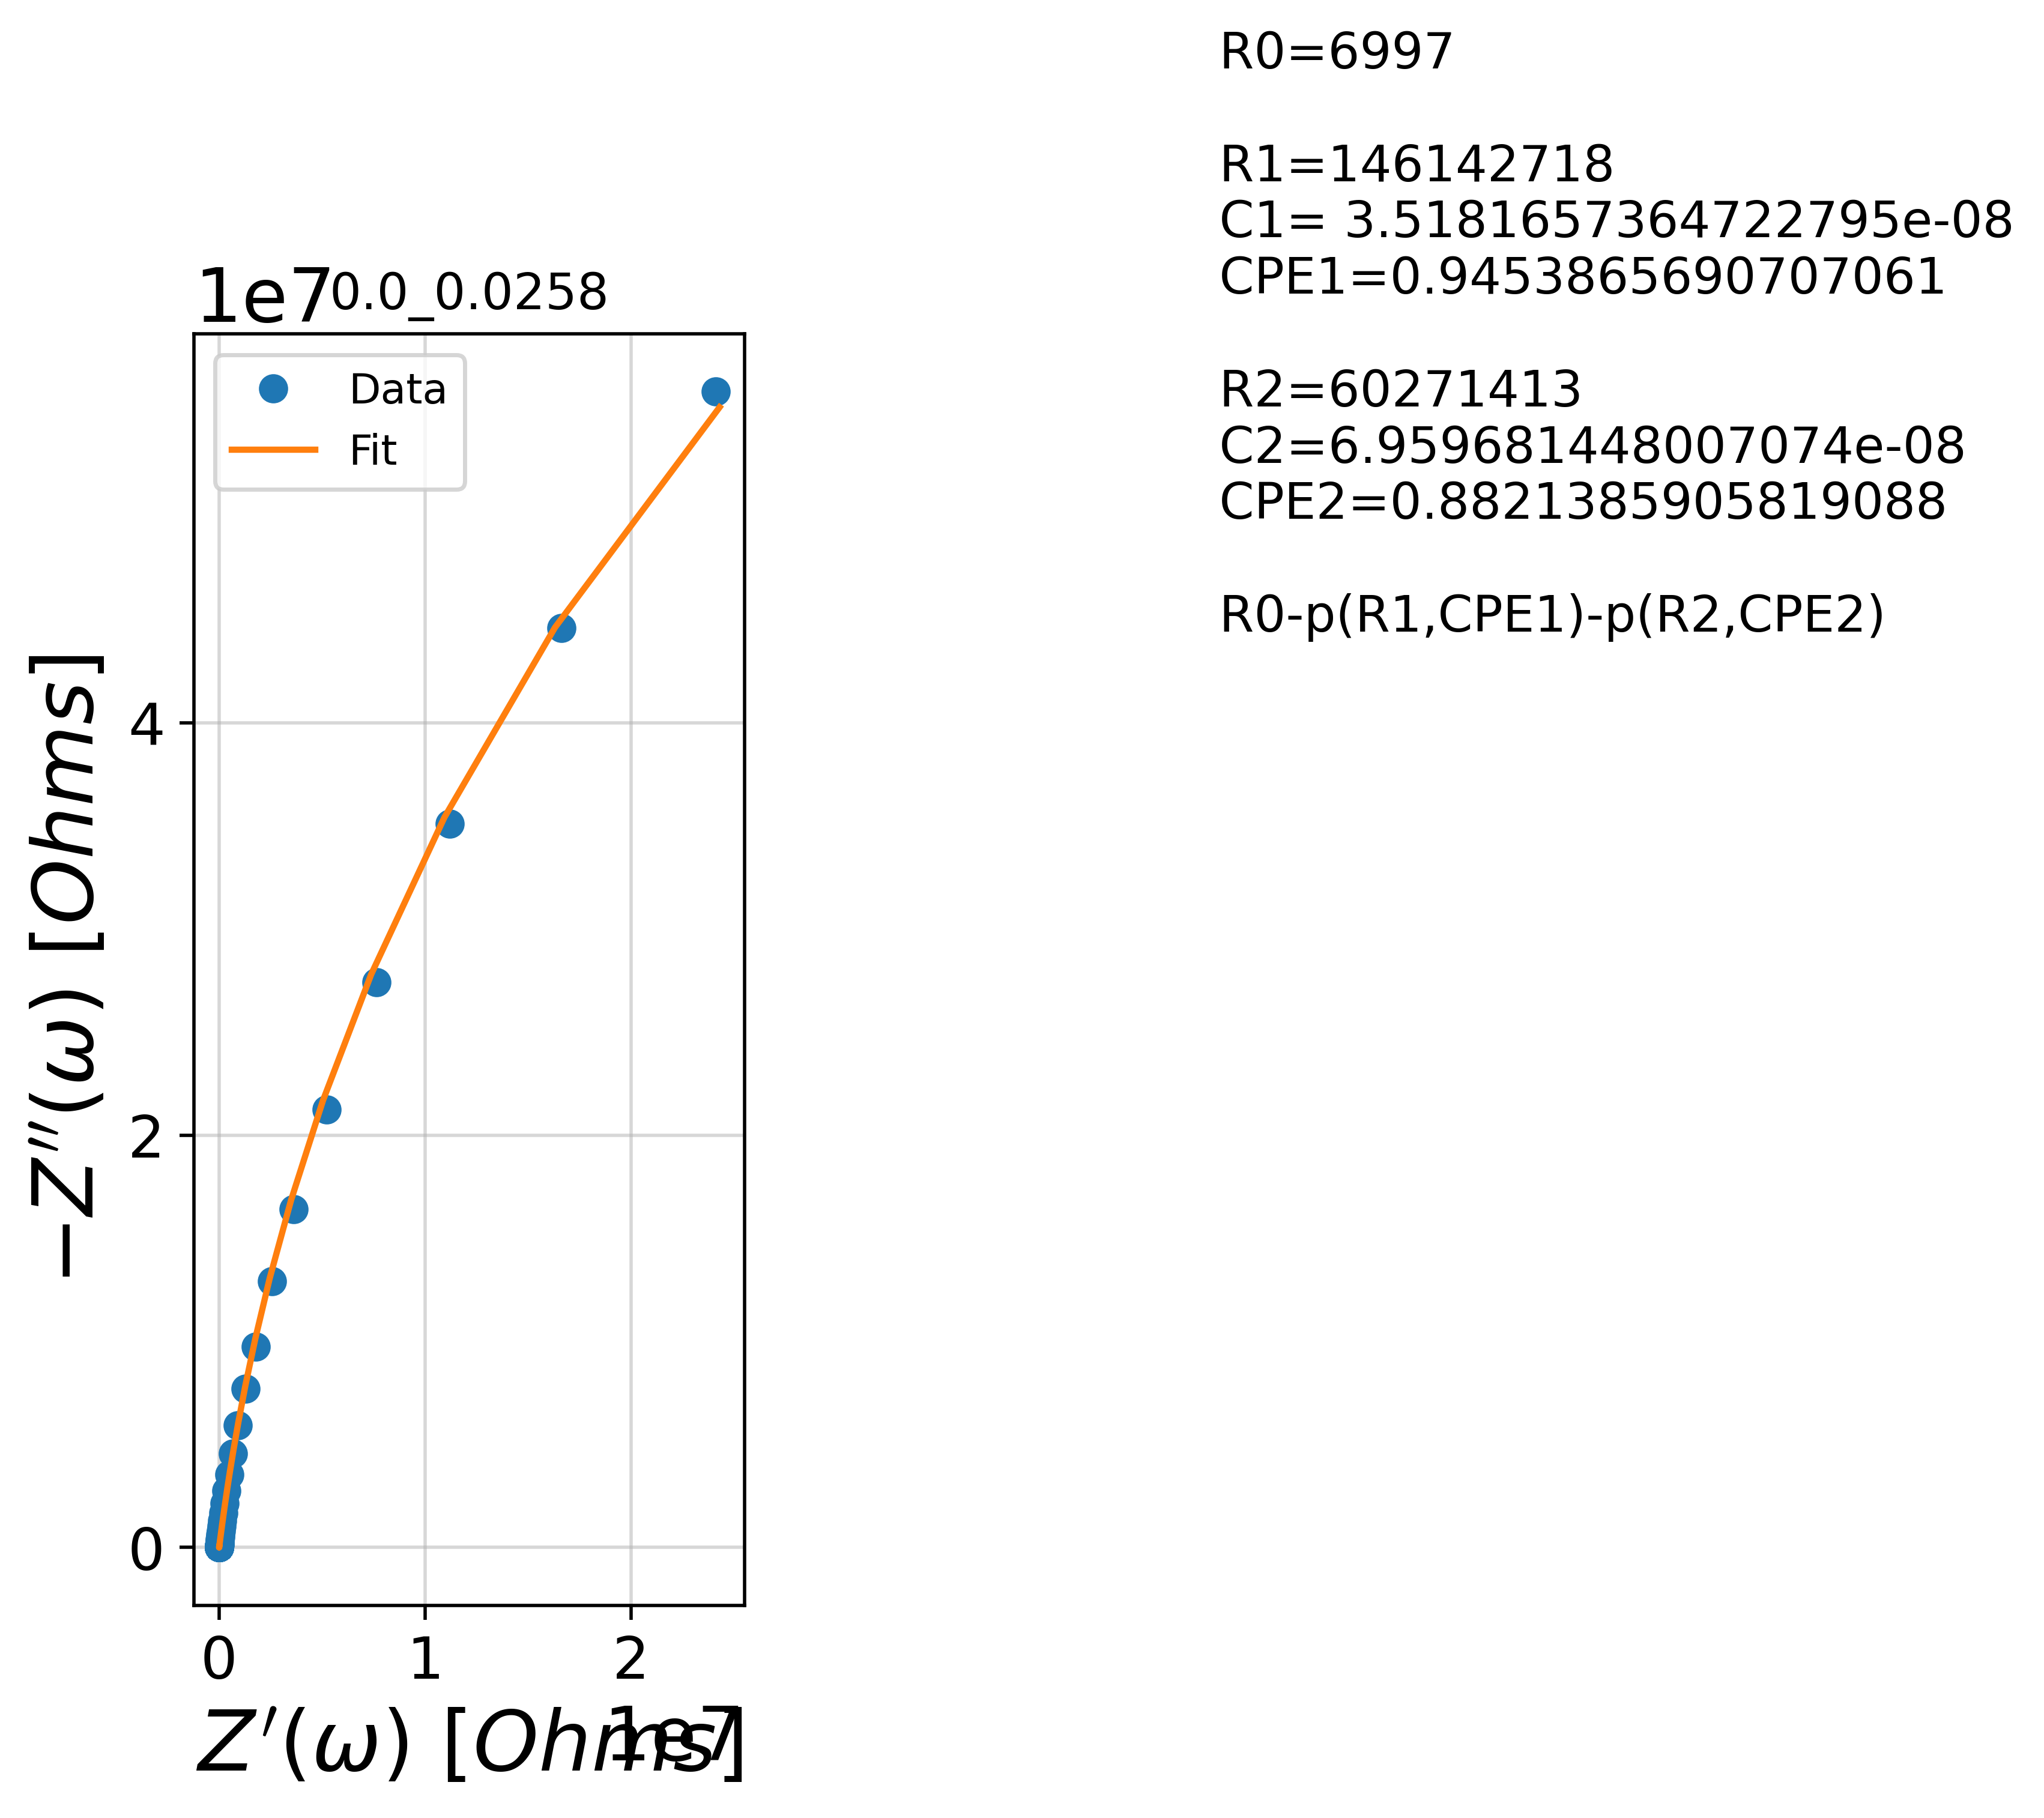 R0=6997
R1=146142718
C1= 3.5181657364722795e-08
CPE1=0.9453865690707061
R2=60271413
C2=6.959681448007074e-08
CPE2=0.8821385905819088
R0-p(R1,CPE1)-p(R2,CPE2)
1e7
0.0_0.0258
Data
Fit
4
2
0
−Z′′(ω) [Ohms]
0 1 2
Z′(ω) [Ohms]
1e7